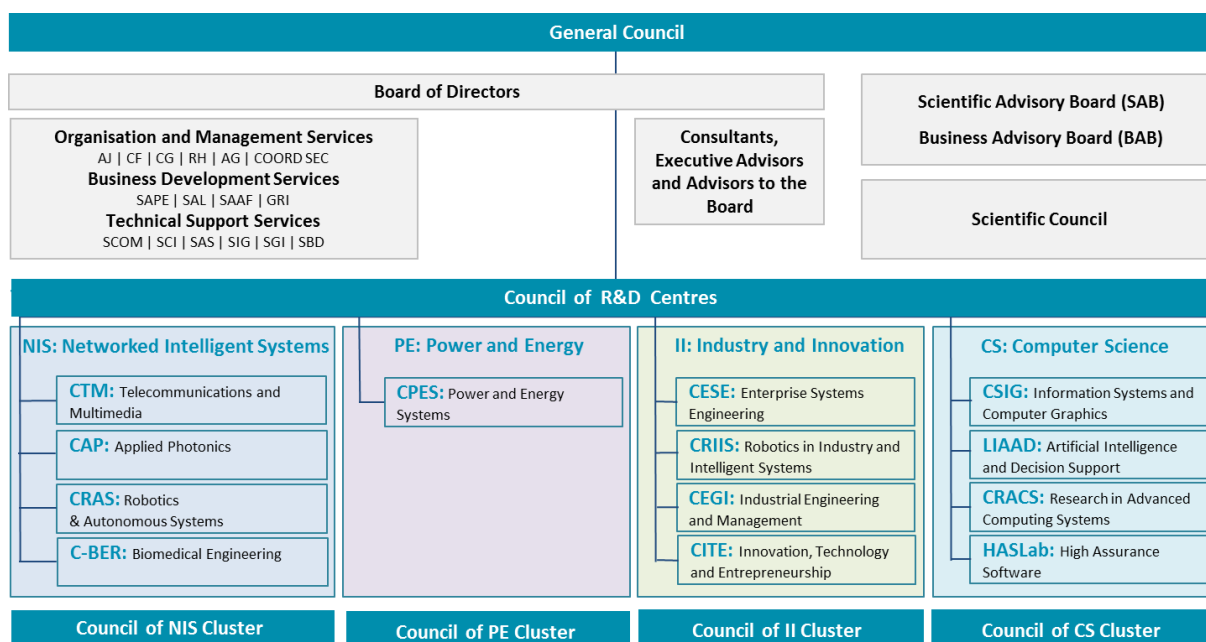 General Council
Board of Directors
Organisation and Management Services
AJ | CF | CG | RH | AG | COORD SEC
Business Development Services
SAPE | SAL | SAAF | GRI
Technical Support Services
SCOM | SCI | SAS | SIG | SGI | SBD
Consultants,
Executive Advisors
and Advisors to the
Board
Scientific Advisory Board (SAB)
Business Advisory Board (BAB)
Scientific Council
Council of R&D Centres
NIS: Networked Intelligent Systems
CTM: Telecommunications and
Multimedia
CAP: Applied Photonics
CRAS: Robotics
& Autonomous Systems
C-BER: Biomedical Engineering
Council of NIS Cluster
PE: Power and Energy
CPES: Power and Energy
Systems
Council of PE Cluster
II: Industry and Innovation
CESE: Enterprise Systems
Engineering
CRIIS: Robotics in Industry and
Intelligent Systems
CEGI: Industrial Engineering
and Management
CITE: Innovation, Technology
and Entrepreneurship
Council of II Cluster
CS: Computer Science
CSIG: Information Systems and
Computer Graphics
LIAAD: Artificial Intelligence
and Decision Support
CRACS: Research in Advanced
Computing Systems
HASLab: High Assurance
Software
Council of CS Cluster